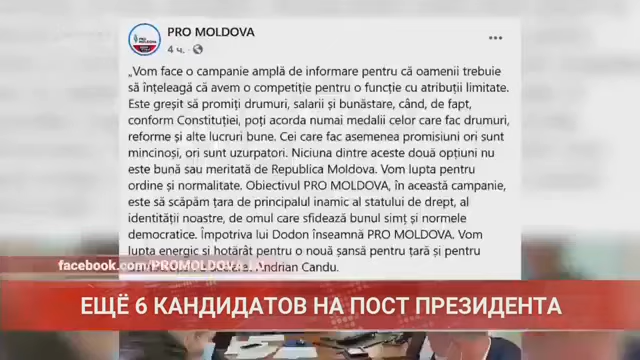 PRO MOLDOVA
4 ч.
„Vom face o campanie amplă de informare pentru că oamenii trebuie
să înțeleagă că avem o competiție pentru o funcție cu atribuții limitate.
Este greșit să promiți drumuri, salarii și bunăstare, când, de fapt,
conform Constituției, poți acorda numai medalii celor care fac drumuri,
reforme și alte lucruri bune. Cei care fac asemenea promisiuni ori sunt
mincinoși, ori sunt uzurpatori. Niciuna dintre aceste două opțiuni nu
este bună sau meritată de Republica Moldova. Vom lupta pentru
ordine și normalitate. Obiectivul PRO MOLDOVA, în această campanie,
este să scăpăm țara de principalul inamic al statului de drept, al
identității noastre, de omul care sfidează bunul simț și normele
democratice. Împotriva lui Dodon înseamnă PRO MOLDOVA. Vom
lupta energic și hotărât pentru o nouă șansă pentru țară și pentru
Andrian Candu.
facebook.com/PROMOLDOVA
ЕЩЁ 6 КАНДИДАТОВ НА ПОСТ ПРЕЗИДЕНТА